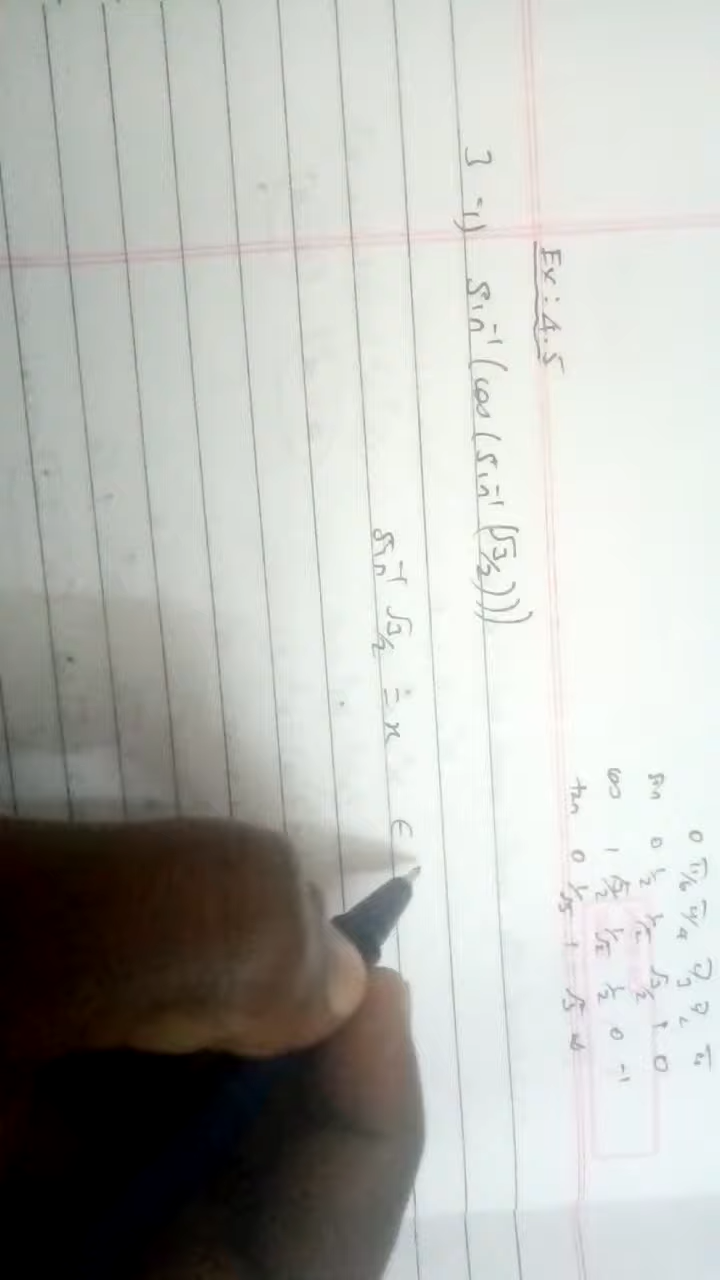 Ex: 4.5
0 π/6 π/4 π/3 π/2 π
sin 0 1/2 1/√2 √3/2 1 0
cos 1 √3/2 1/√2 1/2 0 -1
tan 0 1/√3 1 √3 ∞
3 -i) sin⁻¹(cos(sin⁻¹(√3/2)))
sin⁻¹ √3/2 = x ∈